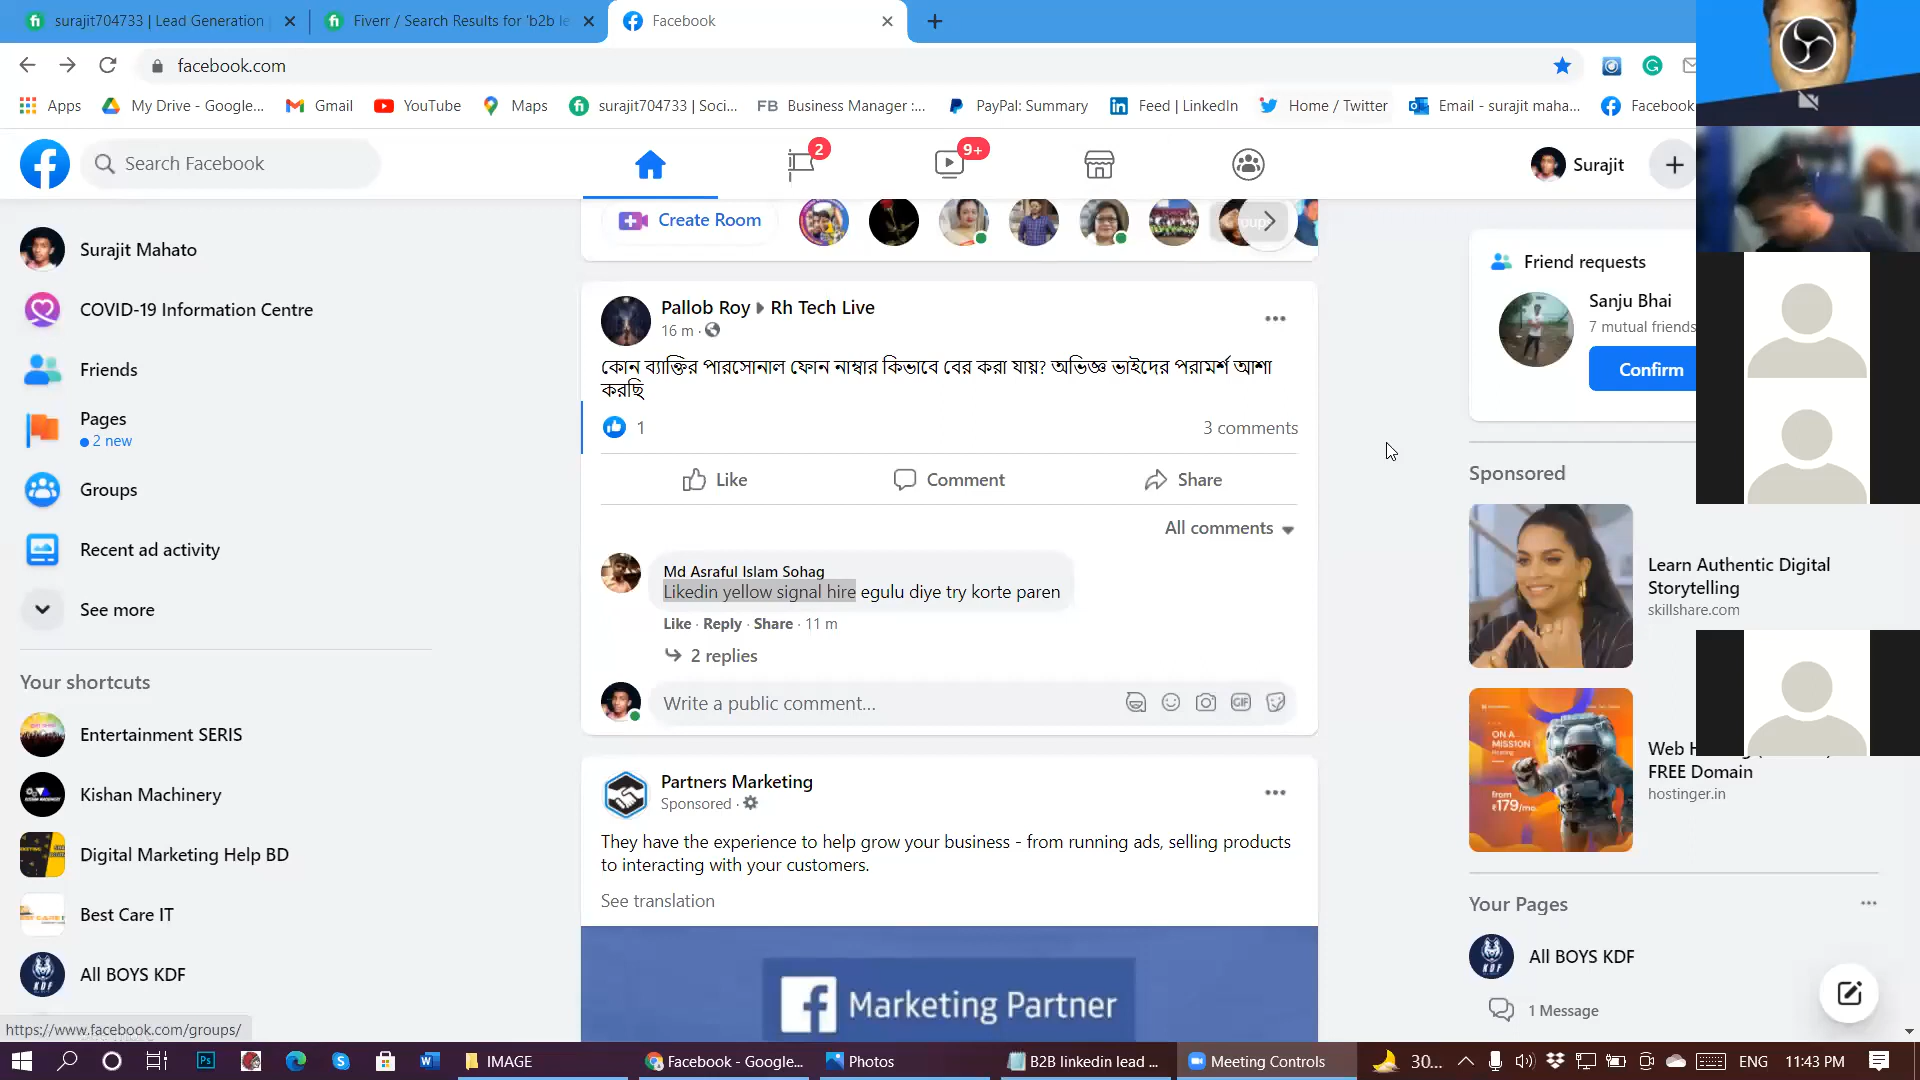 surajit704733 | Lead Generation
Fiverr / Search Results for 'b2b le
Facebook
facebook.com
Apps
My Drive - Google...
Gmail
YouTube
Maps
surajit704733 | Soci...
FB Business Manager :...
PayPal: Summary
Feed | LinkedIn
Home / Twitter
Email - surajit maha...
Facebook
Search Facebook
2
9+
Surajit
Create Room
Surajit Mahato
COVID-19 Information Centre
Friends
Pages
2 new
Groups
Recent ad activity
See more
Your shortcuts
Entertainment SERIS
Kishan Machinery
Digital Marketing Help BD
Best Care IT
All BOYS KDF
https://www.facebook.com/groups/
Pallob Roy Rh Tech Live
16 m ·
কোন ব্যাক্তির পারসোনাল ফোন নাম্বার কিভাবে বের করা যায়? অভিজ্ঞ ভাইদের পরামর্শ আশা
করছি
1
3 comments
Like
Comment
Share
All comments
Md Asraful Islam Sohag
Likedin yellow signal hire egulu diye try korte paren
Like · Reply · Share · 11 m
2 replies
Write a public comment...
GIF
Partners Marketing
Sponsored ·
They have the experience to help grow your business - from running ads, selling products
to interacting with your customers.
See translation
Marketing Partner
Friend requests
Sanju Bhai
7 mutual friends
Confirm
Sponsored
Learn Authentic Digital
Storytelling
skillshare.com
ON A
MISSION
from
₹179/mo
Web H
FREE Domain
hostinger.in
Your Pages
KDF
All BOYS KDF
1 Message
IMAGE
Facebook - Google...
Photos
B2B linkedin lead ...
Meeting Controls
30...
ENG
11:43 PM